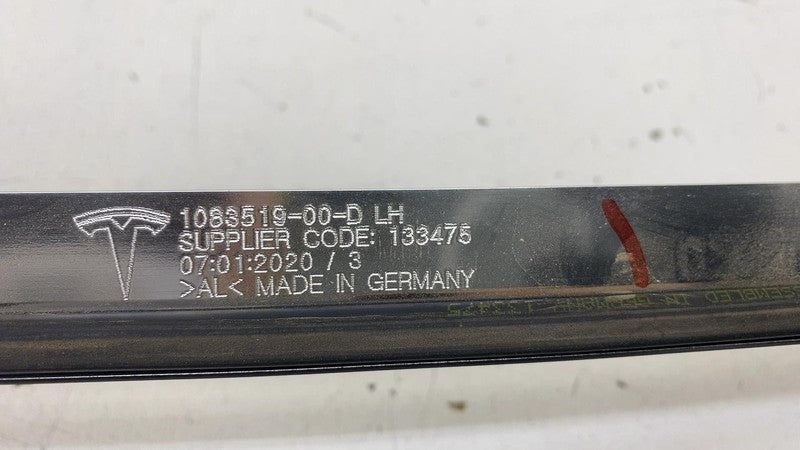 1083519-00-D LH
SUPPLIER CODE: 133475
07:01:2020 / 3
>AL< MADE IN GERMANY